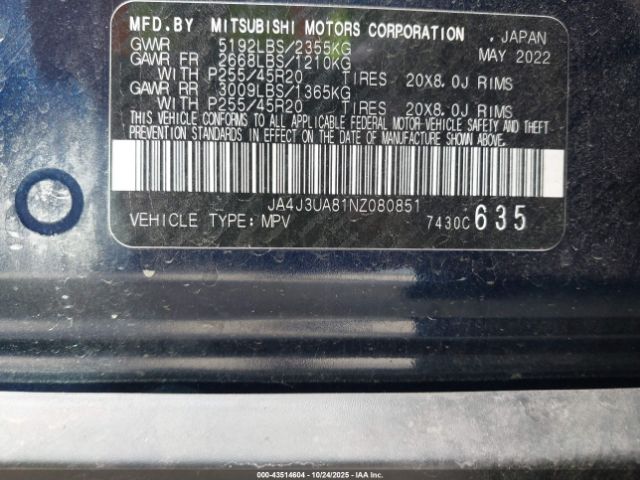 MFD.BY MITSUBISHI MOTORS CORPORATION, JAPAN
GWR 5192LBS/2355KG MAY 2022
GAWR FR 2668LBS/1210KG
WITH P255/45R20 TIRES 20X8.0J RIMS
GAWR RR 3009LBS/1365KG
WITH P255/45R20 TIRES 20X8.0J RIMS
THIS VEHICLE CONFORMS TO ALL APPLICABLE FEDERAL MOTOR-VEHICLE SAFETY AND THEFT
PREVENTION STANDARDS IN EFFECT ON THE DATE OF MANUFACTURE SHOWN ABOVE.
JA4J3UA81NZ080851
VEHICLE TYPE: MPV 7430C 635
000-43514604 | 10/24/2025 | IAAI.com